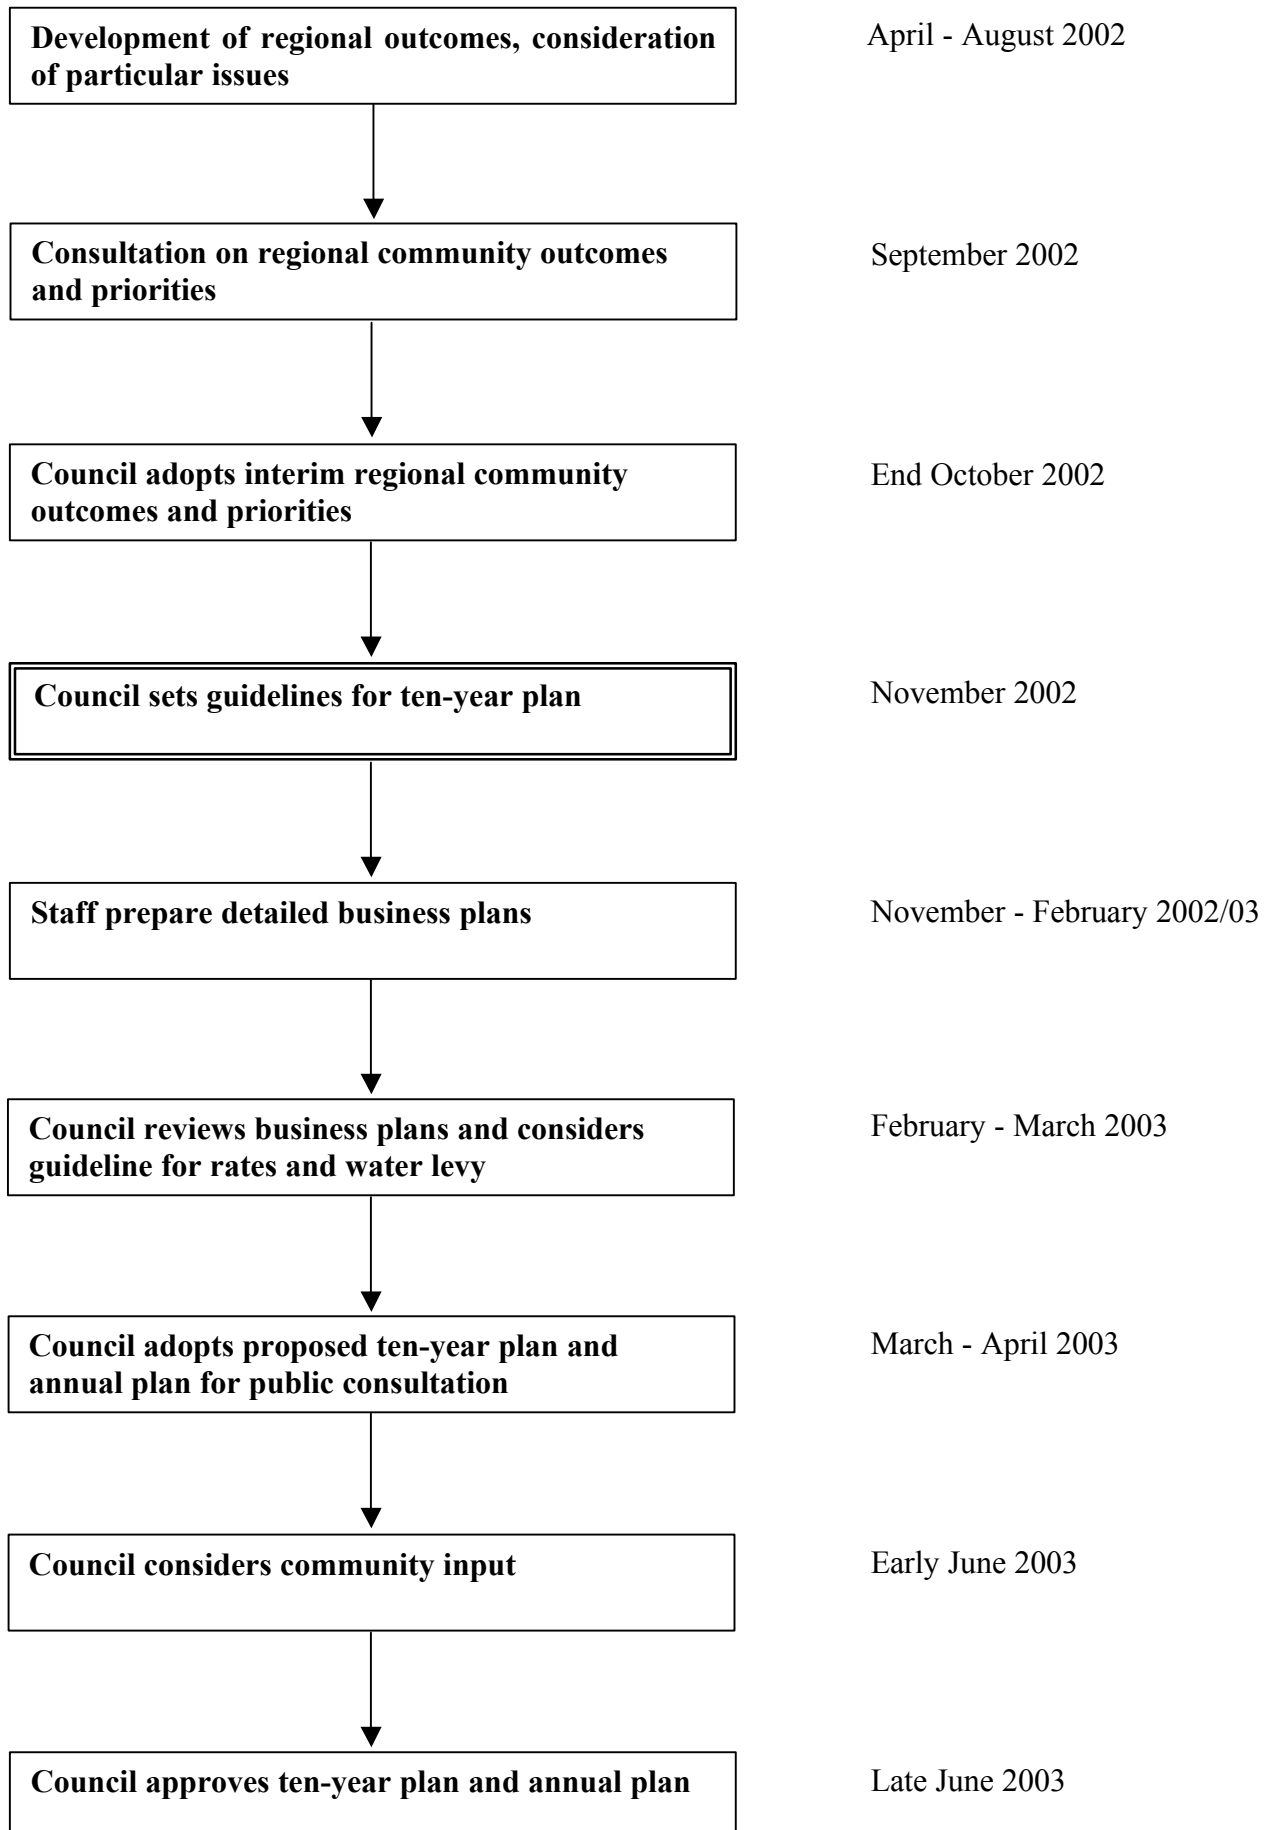 Development of regional outcomes, consideration
of particular issues
April - August 2002
Consultation on regional community outcomes
and priorities
September 2002
Council adopts interim regional community
outcomes and priorities
End October 2002
Council sets guidelines for ten-year plan
November 2002
Staff prepare detailed business plans
November - February 2002/03
Council reviews business plans and considers
guideline for rates and water levy
February - March 2003
Council adopts proposed ten-year plan and
annual plan for public consultation
March - April 2003
Council considers community input
Early June 2003
Council approves ten-year plan and annual plan
Late June 2003